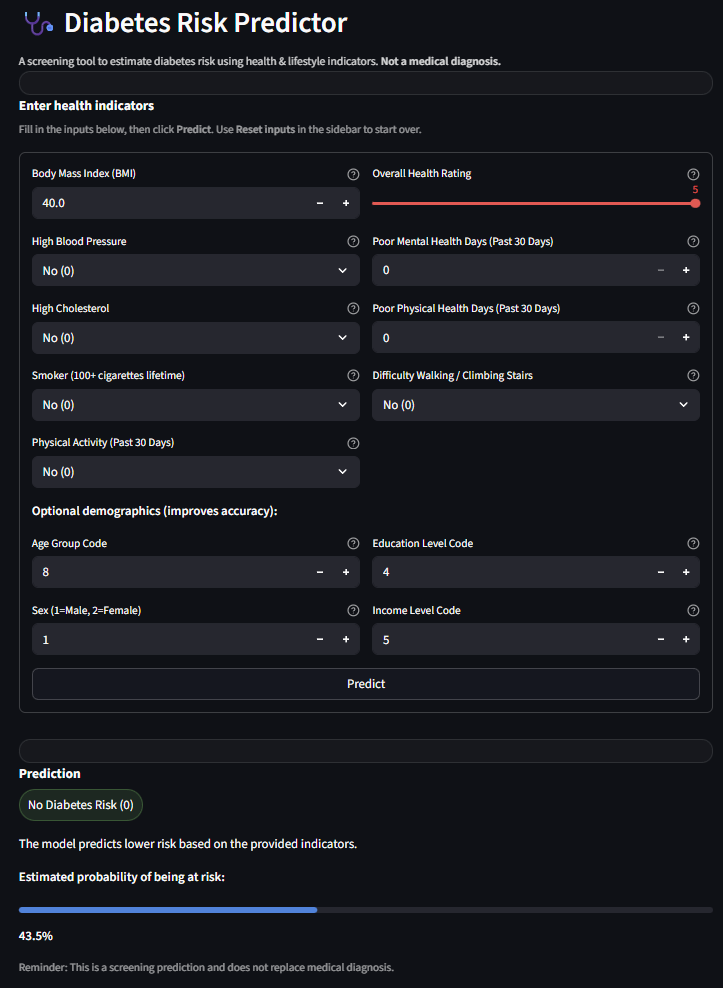 Diabetes Risk Predictor
A screening tool to estimate diabetes risk using health & lifestyle indicators. Not a medical diagnosis.
Enter health indicators
Fill in the inputs below, then click Predict. Use Reset inputs in the sidebar to start over.
Body Mass Index (BMI)
40.0
Overall Health Rating
5
High Blood Pressure
No (0)
Poor Mental Health Days (Past 30 Days)
0
High Cholesterol
No (0)
Poor Physical Health Days (Past 30 Days)
0
Smoker (100+ cigarettes lifetime)
No (0)
Difficulty Walking / Climbing Stairs
No (0)
Physical Activity (Past 30 Days)
No (0)
Optional demographics (improves accuracy):
Age Group Code
8
Education Level Code
4
Sex (1=Male, 2=Female)
1
Income Level Code
5
Predict
Prediction
No Diabetes Risk (0)
The model predicts lower risk based on the provided indicators.
Estimated probability of being at risk:
43.5%
Reminder: This is a screening prediction and does not replace medical diagnosis.